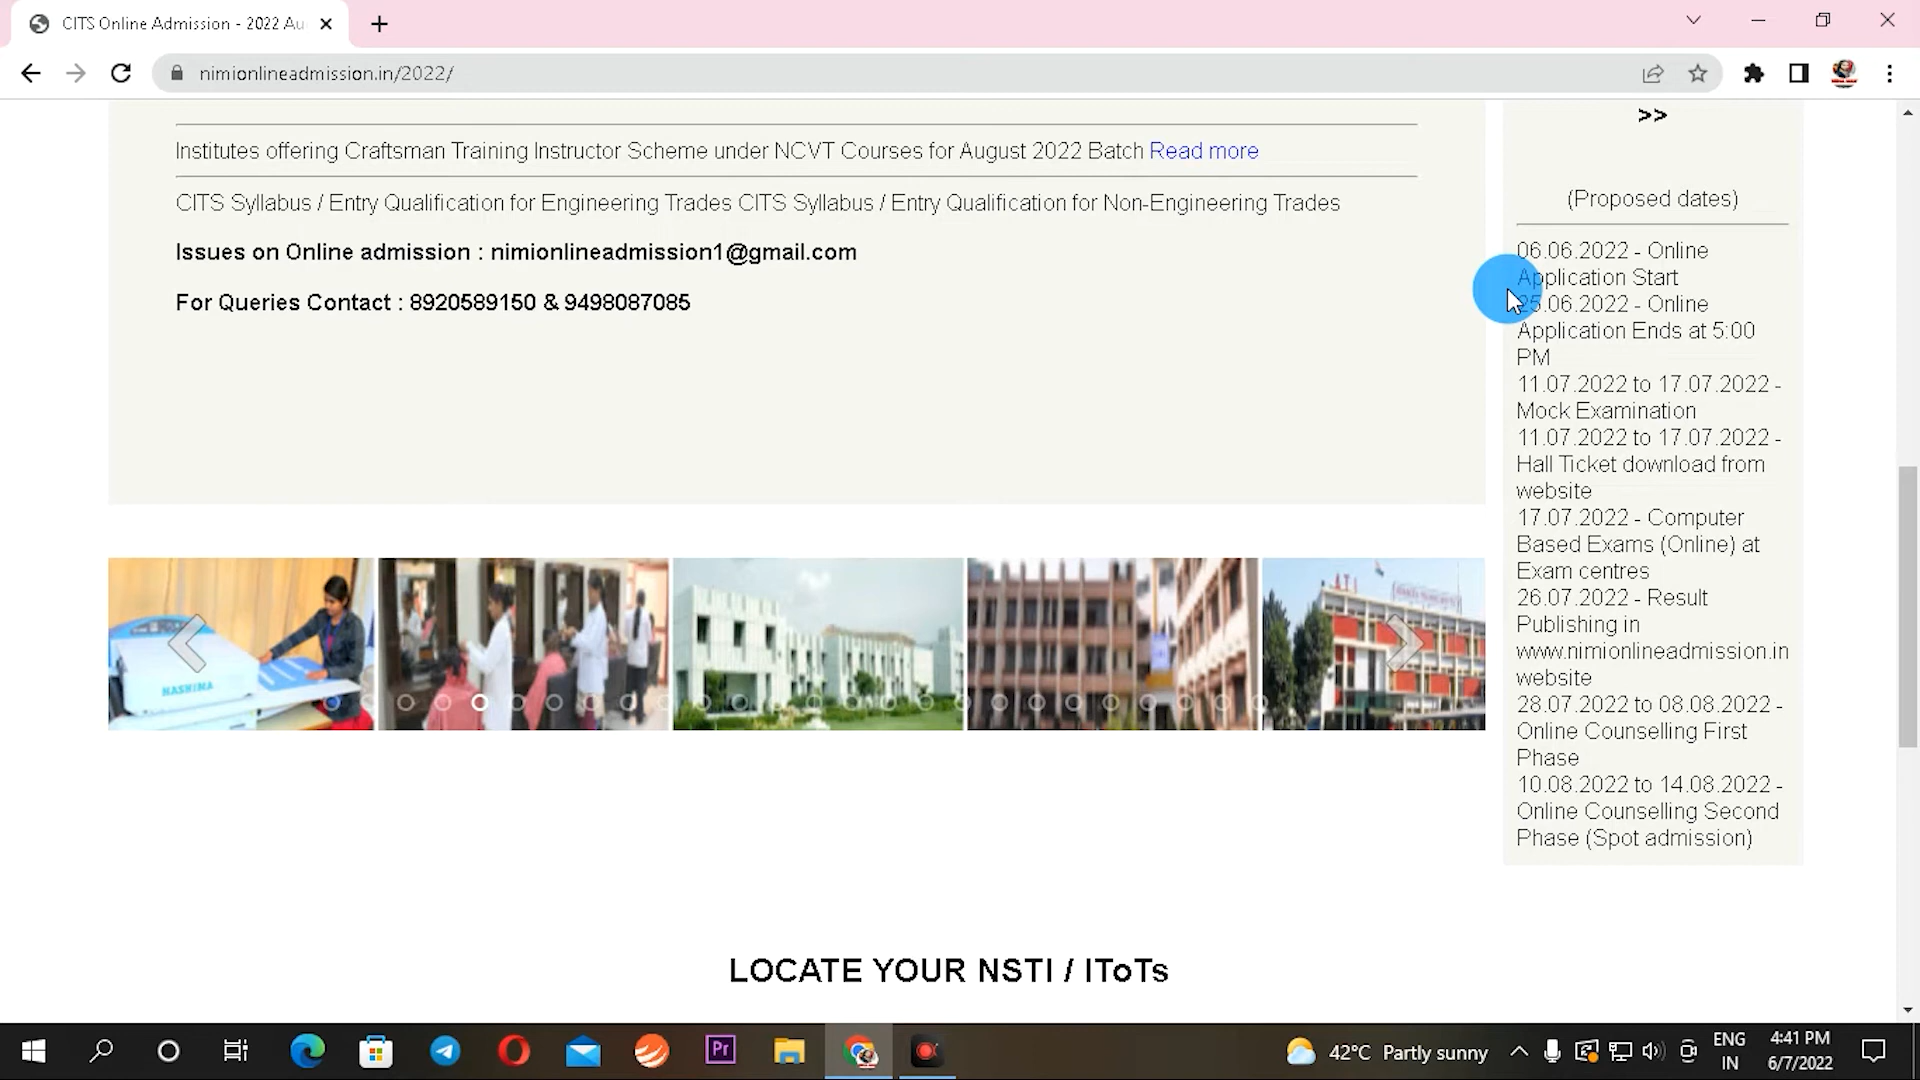 CITS Online Admission - 2022 Au
nimionlineadmission.in/2022/
Institutes offering Craftsman Training Instructor Scheme under NCVT Courses for August 2022 Batch Read more
CITS Syllabus / Entry Qualification for Engineering Trades CITS Syllabus / Entry Qualification for Non-Engineering Trades
Issues on Online admission : nimionlineadmission1@gmail.com
For Queries Contact : 8920589150 & 9498087085
>>
(Proposed dates)
06.06.2022 - Online
Application Start
25.06.2022 - Online
Application Ends at 5:00
PM
11.07.2022 to 17.07.2022 -
Mock Examination
11.07.2022 to 17.07.2022 -
Hall Ticket download from
website
17.07.2022 - Computer
Based Exams (Online) at
Exam centres
26.07.2022 - Result
Publishing in
www.nimionlineadmission.in
website
28.07.2022 to 08.08.2022 -
Online Counselling First
Phase
10.08.2022 to 14.08.2022 -
Online Counselling Second
Phase (Spot admission)
HASHIMA
A.T.I.
LOCATE YOUR NSTI / IToTs
Pr
42°C Partly sunny
ENG
IN
4:41 PM
6/7/2022